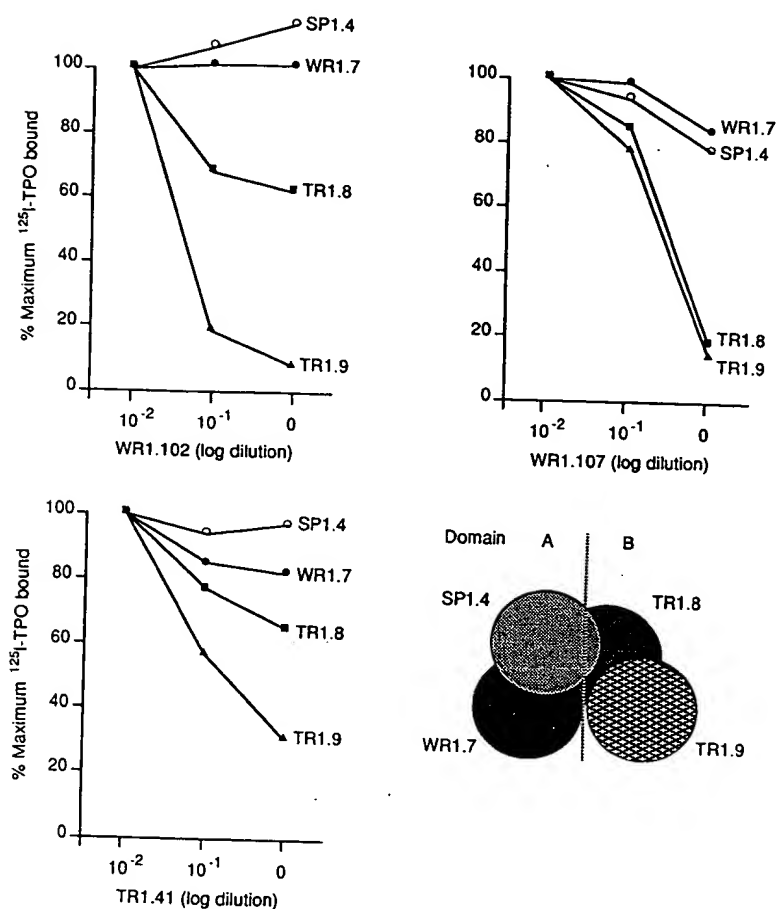 SP1.4
WR1.7
TR1.8
TR1.9
100
80
60
40
20
0
% Maximum ¹²⁵I-TPO bound
10⁻² 10⁻¹ 0
WR1.102 (log dilution)
100
80
60
40
20
0
WR1.7
SP1.4
TR1.8
TR1.9
10⁻² 10⁻¹ 0
WR1.107 (log dilution)
100
80
60
40
20
0
% Maximum ¹²⁵I-TPO bound
SP1.4
WR1.7
TR1.8
TR1.9
10⁻² 10⁻¹ 0
TR1.41 (log dilution)
Domain A B
SP1.4
TR1.8
WR1.7
TR1.9